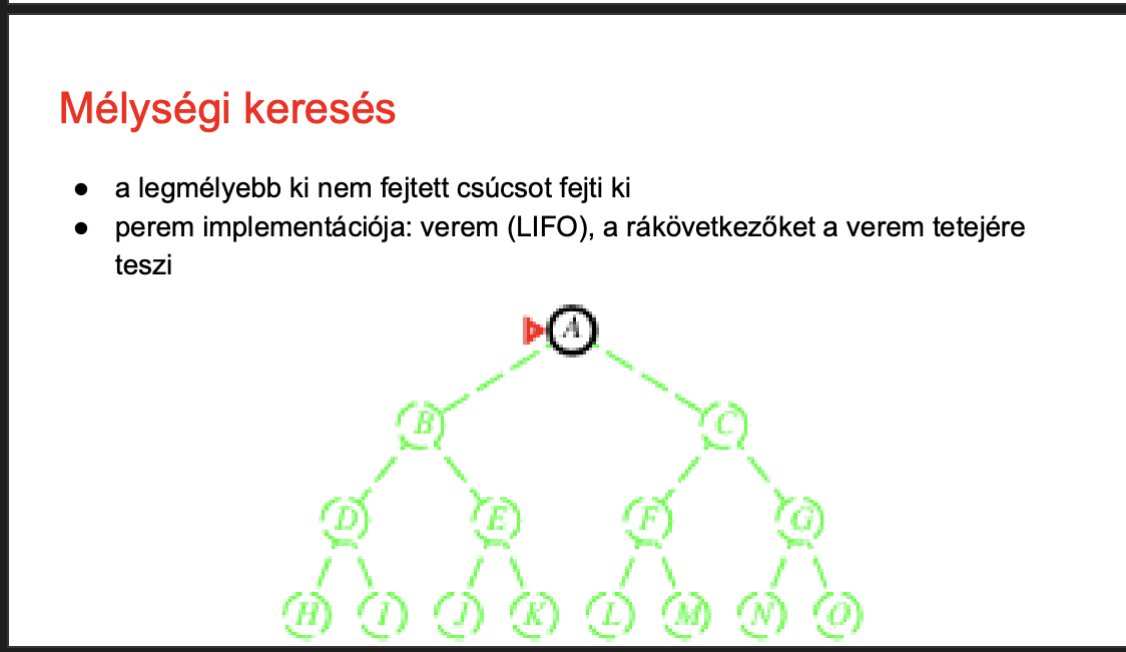 Mélységi keresés
● a legmélyebb ki nem fejtett csúcsot fejti ki
● perem implementációja: verem (LIFO), a rákövetkezőket a verem tetejére
teszi
A
B C
D E F G
H I J K L M N O